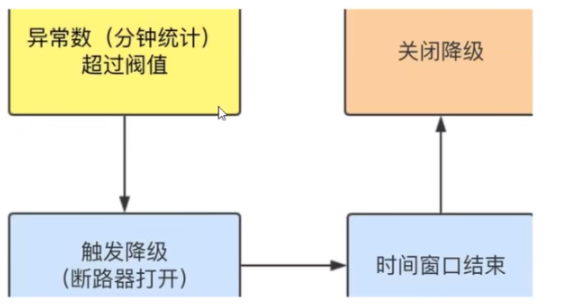 异常数（分钟统计）
超过阀值
关闭降级
触发降级
（断路器打开）
时间窗口结束